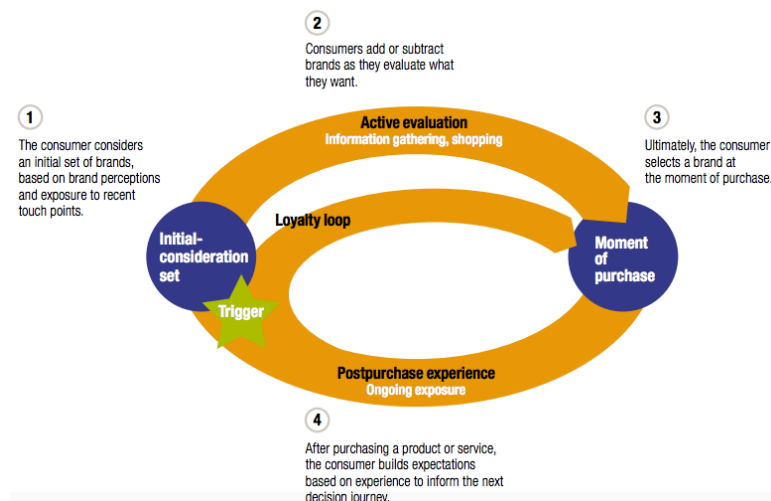 1
The consumer considers
an initial set of brands,
based on brand perceptions
and exposure to recent
touch points.
2
Consumers add or subtract
brands as they evaluate what
they want.
3
Ultimately, the consumer
selects a brand at
the moment of purchase.
Active evaluation
Information gathering, shopping
Loyalty loop
Initial-
consideration
set
Trigger
Moment
of
purchase
Postpurchase experience
Ongoing exposure
4
After purchasing a product or service,
the consumer builds expectations
based on experience to inform the next
decision journey.